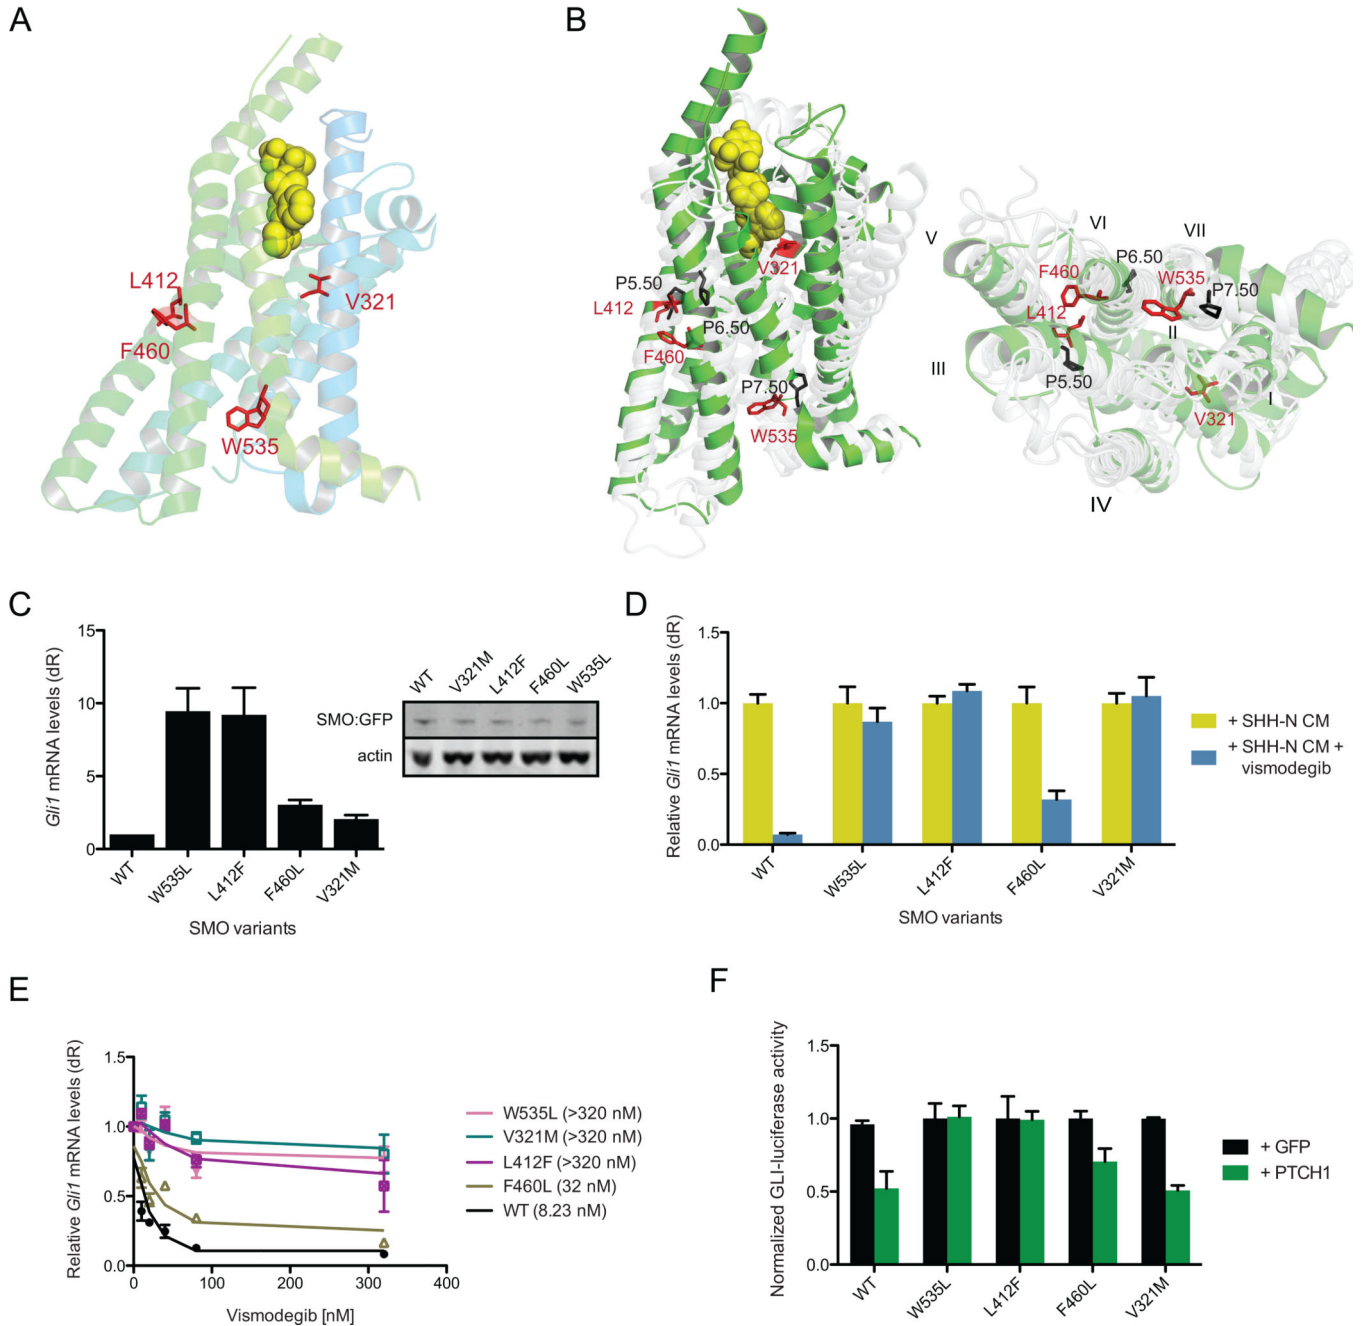 A
L412
F460
V321
W535
B
V321
P5.50
L412
P6.50
F460
P7.50
W535
V
VI
VII
F460
P6.50
W535
P7.50
L412
II
III
P5.50
V321
I
IV
C
Gli1 mRNA levels (dR)
15
10
5
0
WT
W535L
L412F
F460L
V321M
SMO variants
WT
V321M
L412F
F460L
W535L
SMO:GFP
actin
D
Relative Gli1 mRNA levels (dR)
1.5
1.0
0.5
0.0
WT
W535L
L412F
F460L
V321M
SMO variants
+ SHH-N CM
+ SHH-N CM +
vismodegib
E
Relative Gli1 mRNA levels (dR)
1.5
1.0
0.5
0.0
0
100
200
300
400
Vismodegib [nM]
W535L (>320 nM)
V321M (>320 nM)
L412F (>320 nM)
F460L (32 nM)
WT (8.23 nM)
F
Normalized GLI-luciferase activity
1.5
1.0
0.5
0.0
WT
W535L
L412F
F460L
V321M
+ GFP
+ PTCH1